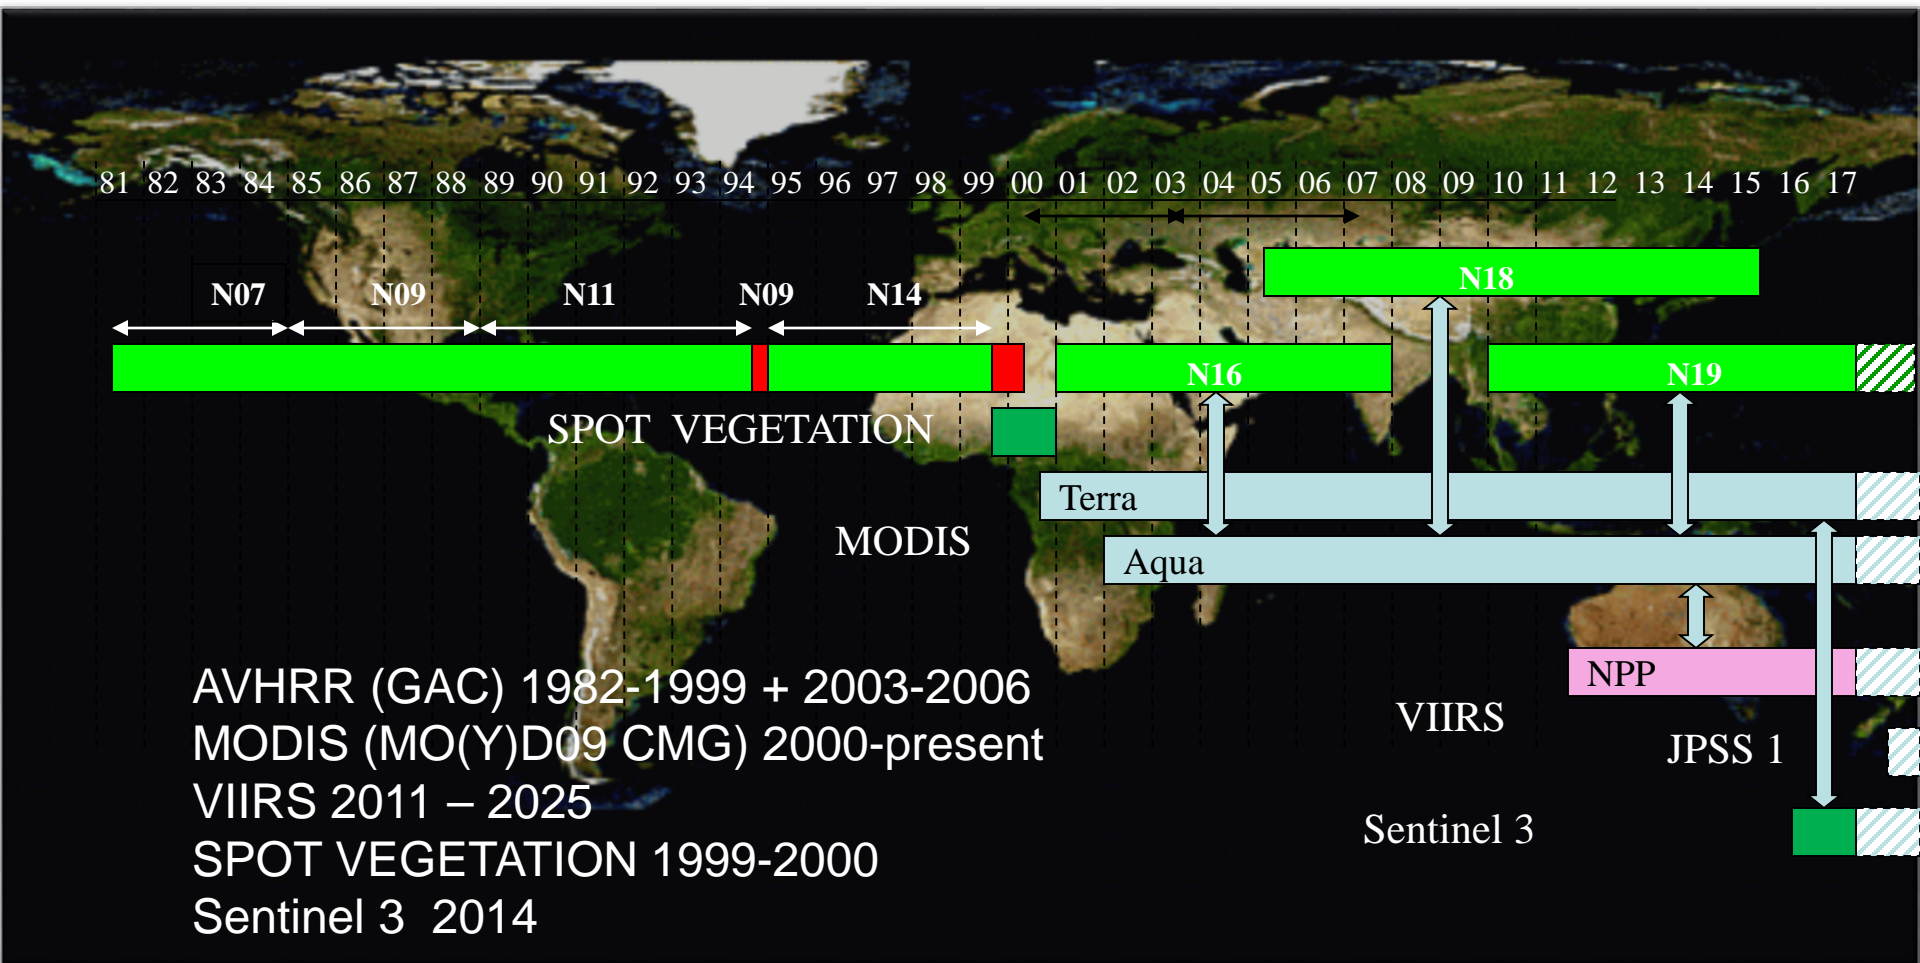 81 82 83 84 85 86 87 88 89 90 91 92 93 94 95 96 97 98 99 00 01 02 03 04 05 06 07 08 09 10 11 12 13 14 15 16 17
N18
N07 N09 N11 N09 N14
N16 N19
SPOT VEGETATION
Terra
MODIS
Aqua
NPP
VIIRS
JPSS 1
Sentinel 3
AVHRR (GAC) 1982-1999 + 2003-2006
MODIS (MO(Y)D09 CMG) 2000-present
VIIRS 2011 – 2025
SPOT VEGETATION 1999-2000
Sentinel 3 2014